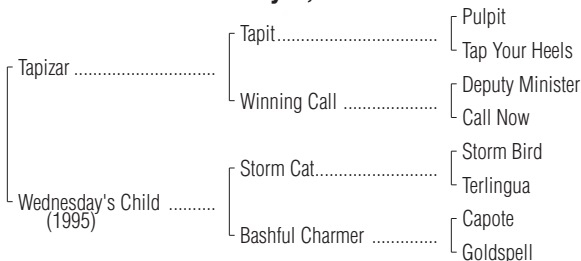 Pulpit
Tapit
Tap Your Heels
Tapizar
Deputy Minister
Winning Call
Call Now
Storm Bird
Storm Cat
Terlingua
Wednesday's Child
(1995)
Capote
Bashful Charmer
Goldspell